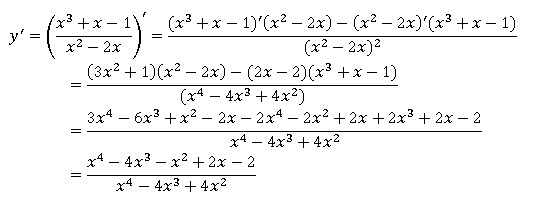 y′ = ((x³ + x − 1)/(x² − 2x))′ = ((x³ + x − 1)′(x² − 2x) − (x² − 2x)′(x³ + x − 1))/((x² − 2x)²)
= ((3x² + 1)(x² − 2x) − (2x − 2)(x³ + x − 1))/((x⁴ − 4x³ + 4x²))
= (3x⁴ − 6x³ + x² − 2x − 2x⁴ − 2x² + 2x + 2x³ + 2x − 2)/(x⁴ − 4x³ + 4x²)
= (x⁴ − 4x³ − x² + 2x − 2)/(x⁴ − 4x³ + 4x²)